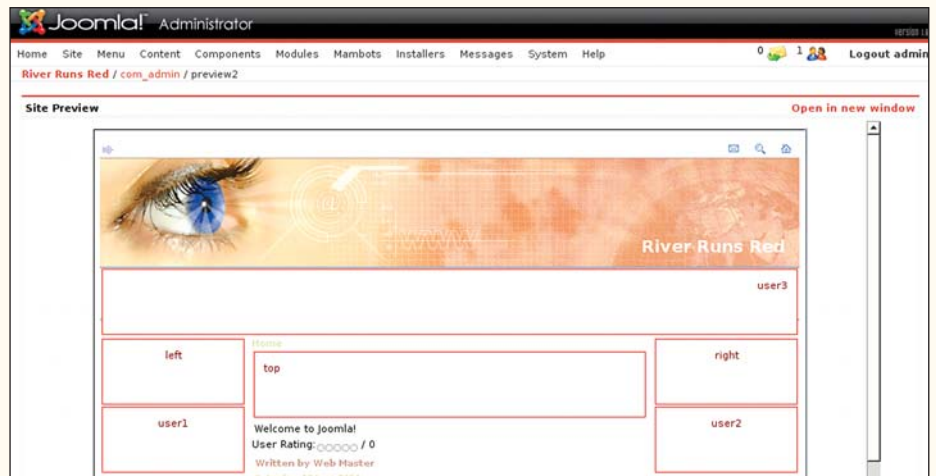 Joomla! Administrator
Home Site Menu Content Components Modules Mambots Installers Messages System Help 0 1 Logout admin
River Runs Red / com_admin / preview2
Site Preview Open in new window
@
www
River Runs Red
user3
left
Home
top
right
user1
user2
Welcome to Joomla!
User Rating: / 0
Written by Web Master